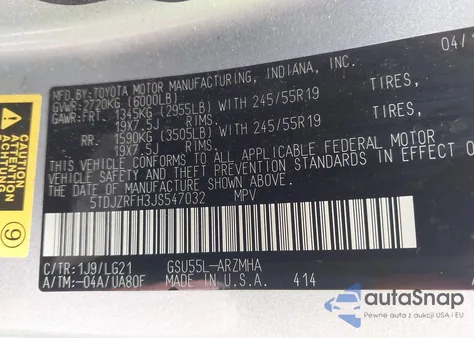 04/1
MFD.BY:TOYOTA MOTOR MANUFACTURING, INDIANA, INC.
GVWR:2720KG (6000LB)
GAWR:FRT. 1345KG (2955LB) WITH 245/55R19 TIRES,
19X7.5J RIMS.
RR. 1590KG (3505LB) WITH 245/55R19 TIRES,
19X7.5J RIMS.
THIS VEHICLE CONFORMS TO ALL APPLICABLE FEDERAL MOTOR
VEHICLE SAFETY AND THEFT PREVENTION STANDARDS IN EFFECT O
THE DATE OF MANUFACTURE SHOWN ABOVE.
5TDJZRFH3JS547032 MPV
C/TR:1J9/LG21 GSU55L-ARZMHA
A/TM:-04A/UA80F MADE IN U.S.A. 414
CAUTION
ATTENTION
ACHTUNG
9
autoSnap
Pewne auta z USA i EU